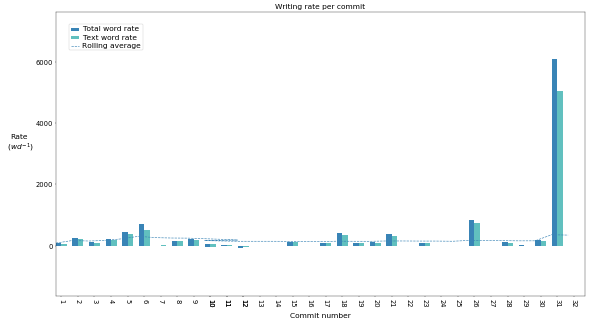 Writing rate per commit
Total word rate
Text word rate
Rolling average
6000
4000
2000
0
Rate
(wd⁻¹)
1 2 3 4 5 6 7 8 9 10 11 12 13 14 15 16 17 18 19 20 21 22 23 24 25 26 27 28 29 30 31 32
Commit number